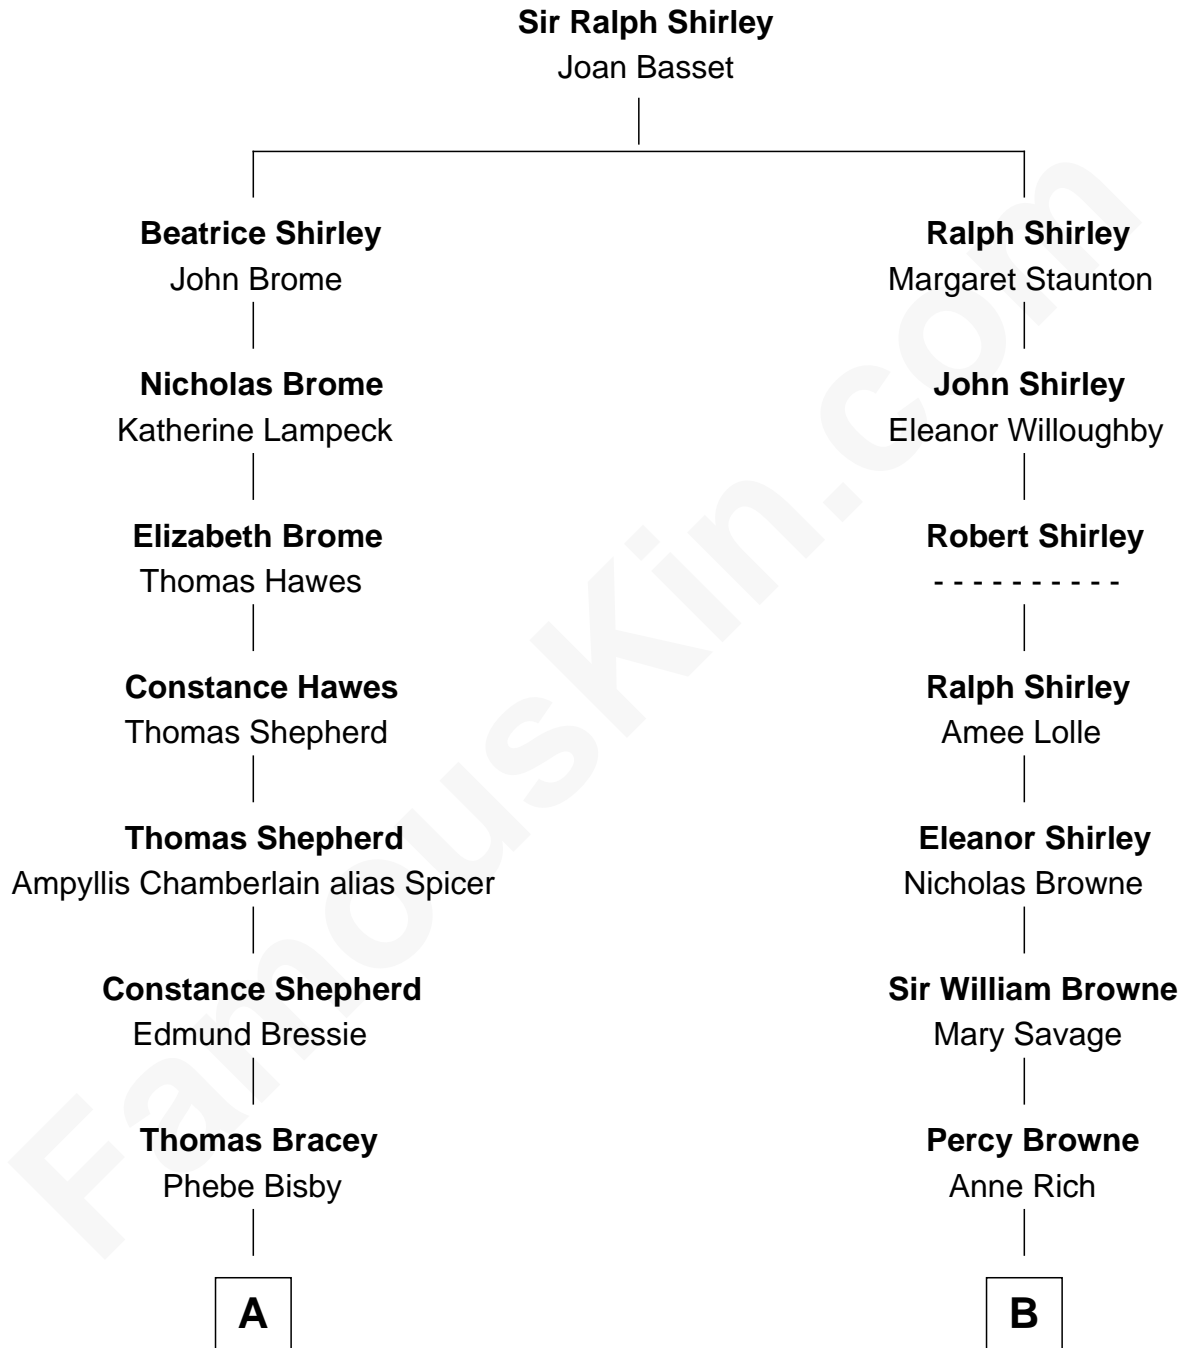 Sir Ralph Shirley
Joan Basset
Beatrice Shirley
John Brome
Nicholas Brome
Katherine Lampeck
Elizabeth Brome
Thomas Hawes
Constance Hawes
Thomas Shepherd
Thomas Shepherd
Ampyllis Chamberlain alias Spicer
Constance Shepherd
Edmund Bressie
Thomas Bracey
Phebe Bisby
A
Ralph Shirley
Margaret Staunton
John Shirley
Eleanor Willoughby
Robert Shirley
- - - - - - - - - -
Ralph Shirley
Amee Lolle
Eleanor Shirley
Nicholas Browne
Sir William Browne
Mary Savage
Percy Browne
Anne Rich
B
FamousKin.com